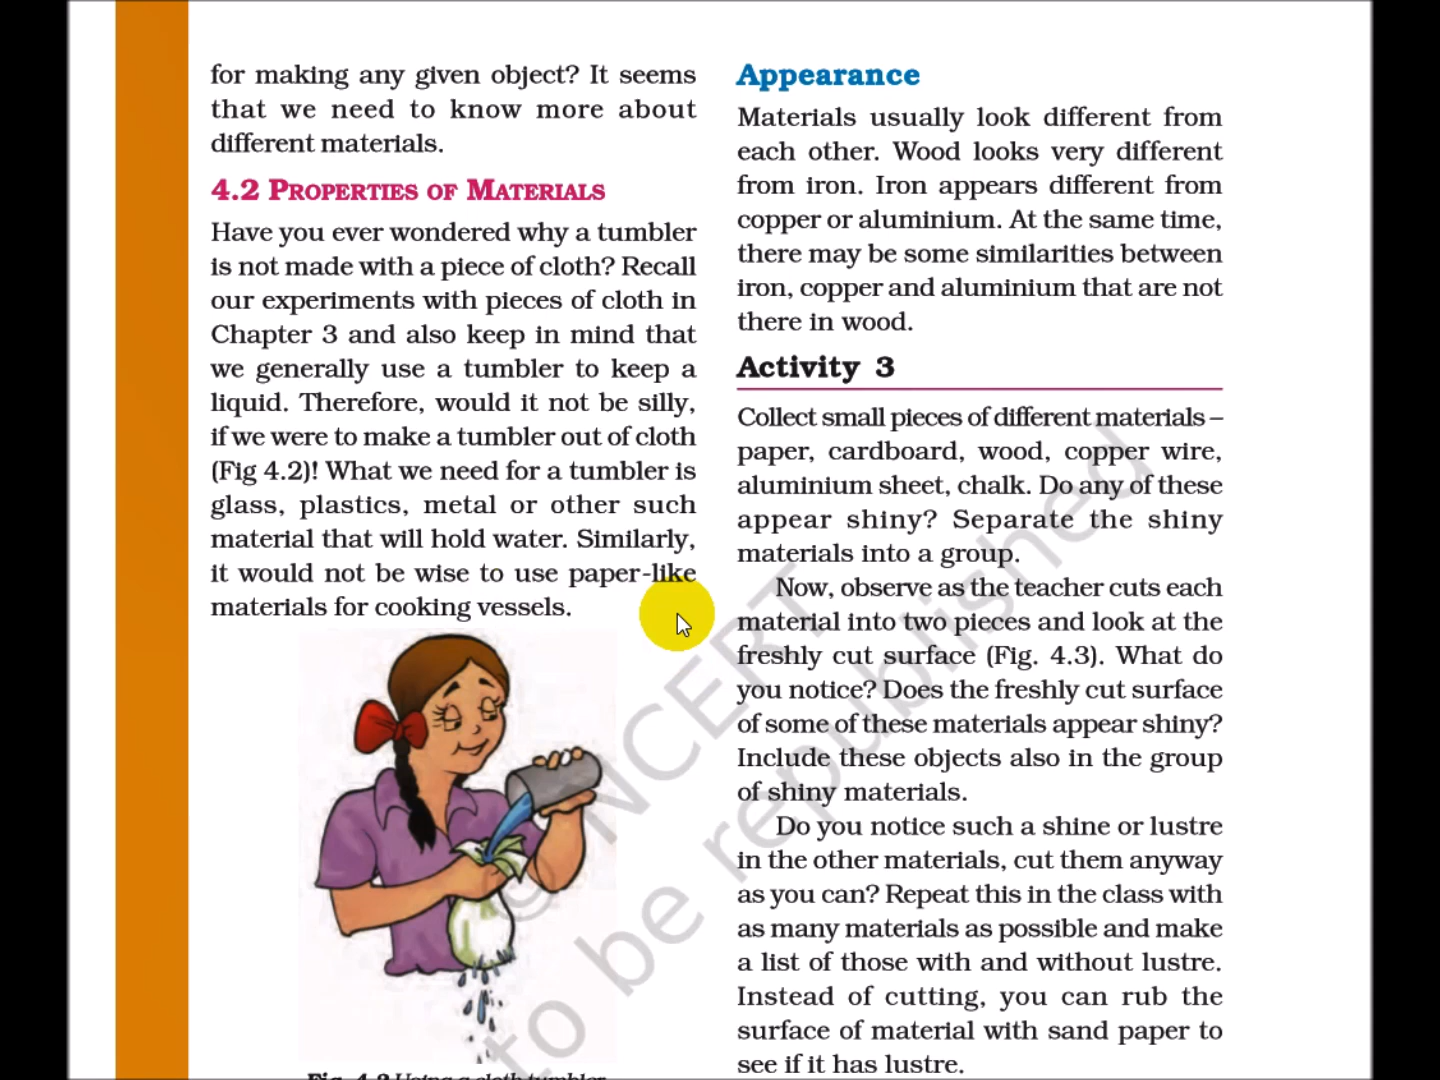 for making any given object? It seems
that we need to know more about
different materials.
4.2 PROPERTIES OF MATERIALS
Have you ever wondered why a tumbler
is not made with a piece of cloth? Recall
our experiments with pieces of cloth in
Chapter 3 and also keep in mind that
we generally use a tumbler to keep a
liquid. Therefore, would it not be silly,
if we were to make a tumbler out of cloth
(Fig 4.2)! What we need for a tumbler is
glass, plastics, metal or other such
material that will hold water. Similarly,
it would not be wise to use paper-like
materials for cooking vessels.
Fig. 4.2 Using a cloth tumbler
Appearance
Materials usually look different from
each other. Wood looks very different
from iron. Iron appears different from
copper or aluminium. At the same time,
there may be some similarities between
iron, copper and aluminium that are not
there in wood.
Activity 3
Collect small pieces of different materials –
paper, cardboard, wood, copper wire,
aluminium sheet, chalk. Do any of these
appear shiny? Separate the shiny
materials into a group.
Now, observe as the teacher cuts each
material into two pieces and look at the
freshly cut surface (Fig. 4.3). What do
you notice? Does the freshly cut surface
of some of these materials appear shiny?
Include these objects also in the group
of shiny materials.
Do you notice such a shine or lustre
in the other materials, cut them anyway
as you can? Repeat this in the class with
as many materials as possible and make
a list of those with and without lustre.
Instead of cutting, you can rub the
surface of material with sand paper to
see if it has lustre.
© NCERT
to be republished